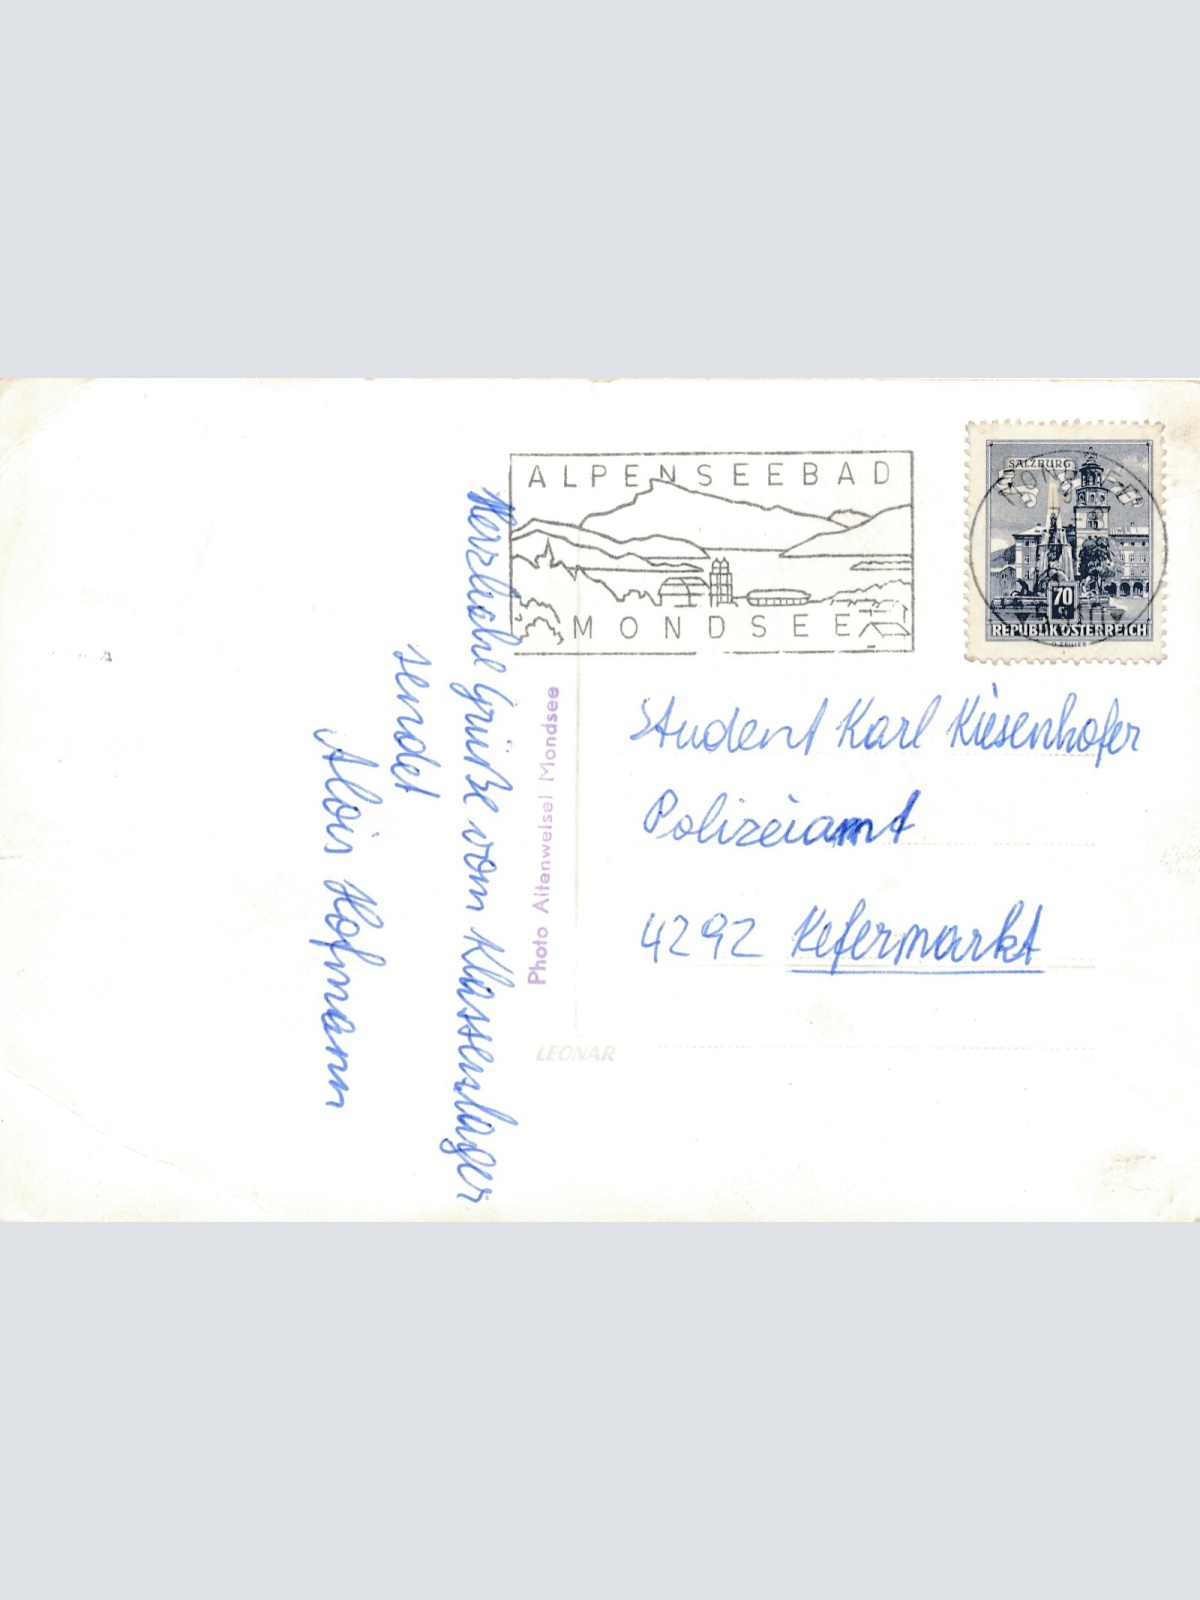 ALPENSEEBAD
MONDSEE
SALZBURG
70
REPUBLIK ÖSTERREICH
Herzliche Grüße vom Klassenlager
sendet
Alois Hofmann
Photo Altenweisel Mondsee
Student Karl Kiesenhofer
Polizeiamt
4292 Kefermarkt
LEONAR